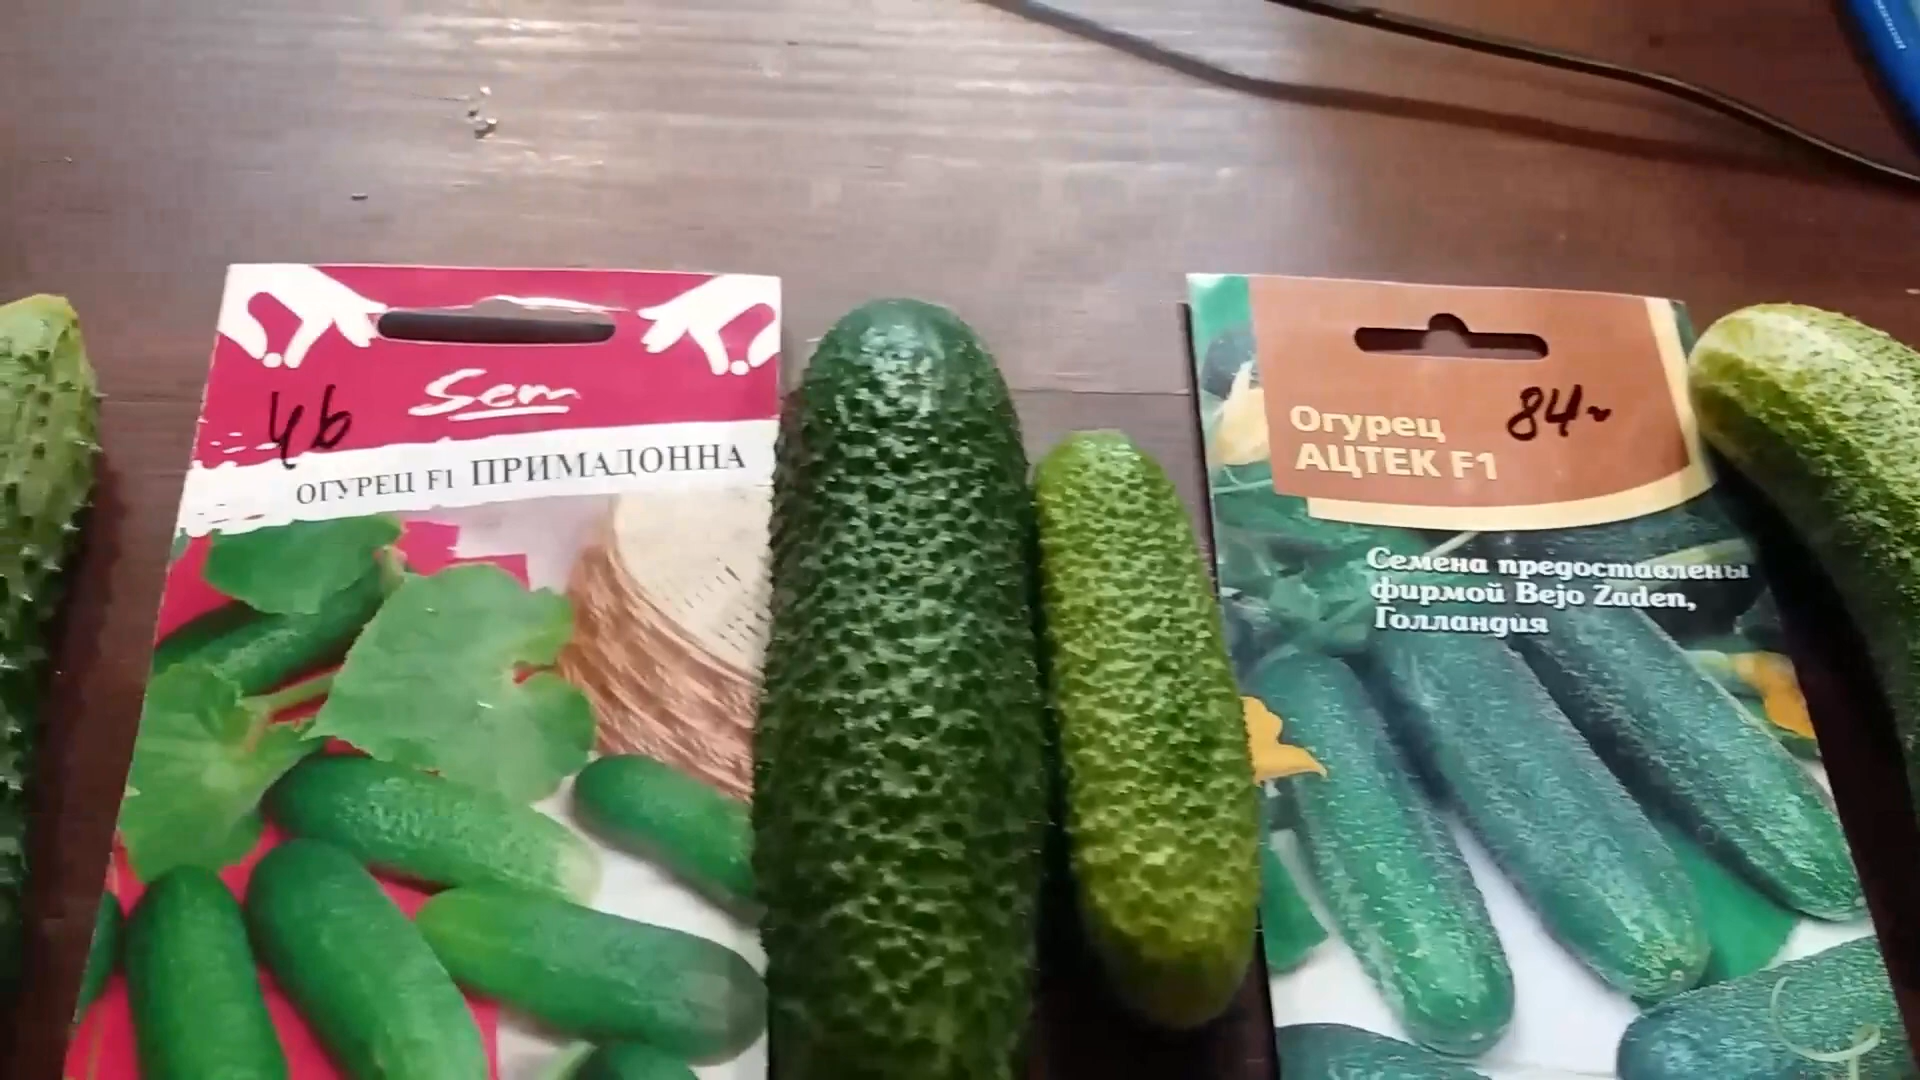 Sem
46
ОГУРЕЦ F1 ПРИМАДОННА
84~
Огурец
АЦТЕК F1
Семена предоставлены
фирмой Bejo Zaden,
Голландия